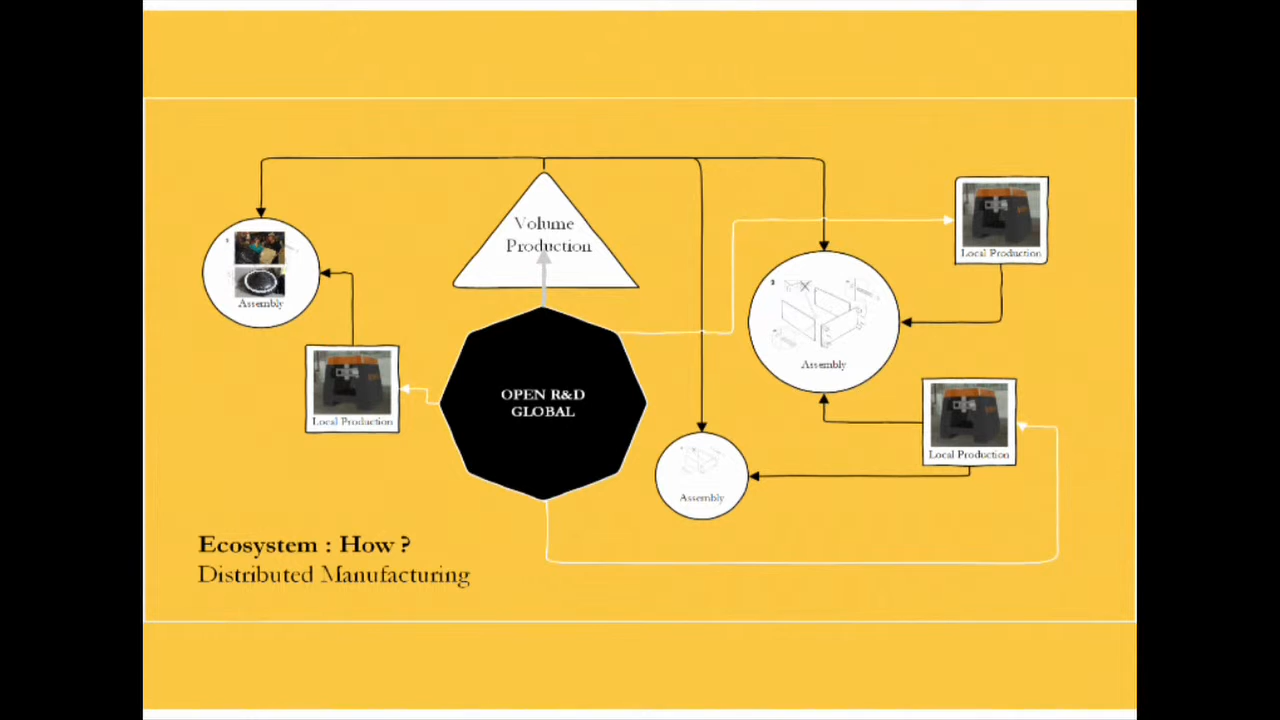 Volume
Production
Local Production
Assembly
Assembly
Local Production
OPEN R&D
GLOBAL
Local Production
Assembly
Ecosystem : How ?
Distributed Manufacturing